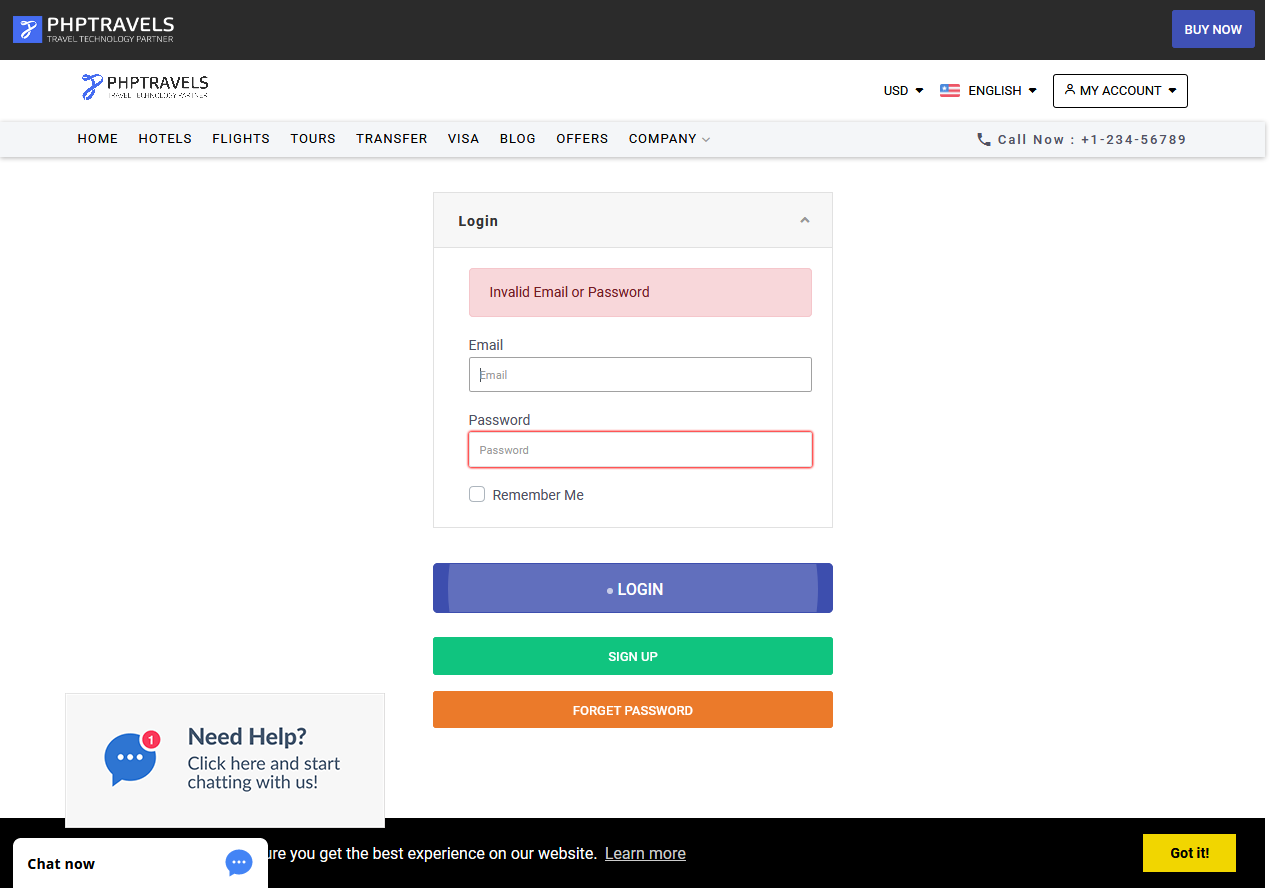 PHPTRAVELS
TRAVEL TECHNOLOGY PARTNER
BUY NOW
PHPTRAVELS
TRAVEL TECHNOLOGY PARTNER
USD
ENGLISH
MY ACCOUNT
HOME HOTELS FLIGHTS TOURS TRANSFER VISA BLOG OFFERS COMPANY
Call Now : +1-234-56789
Login
Invalid Email or Password
Email
Email
Password
Password
Remember Me
LOGIN
SIGN UP
FORGET PASSWORD
1
Need Help?
Click here and start
chatting with us!
you get the best experience on our website. Learn more
Got it!
Chat now